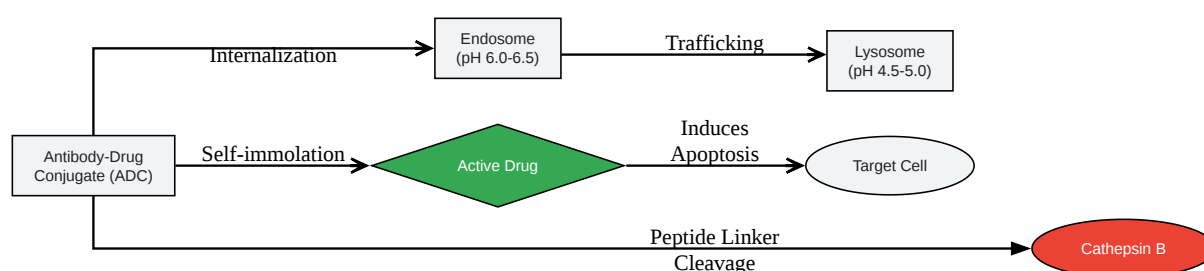 Internalization
Endosome
(pH 6.0-6.5)
Trafficking
Lysosome
(pH 4.5-5.0)
Antibody-Drug
Conjugate (ADC)
Self-immolation
Active Drug
Induces
Apoptosis
Target Cell
Peptide Linker
Cleavage
Cathepsin B